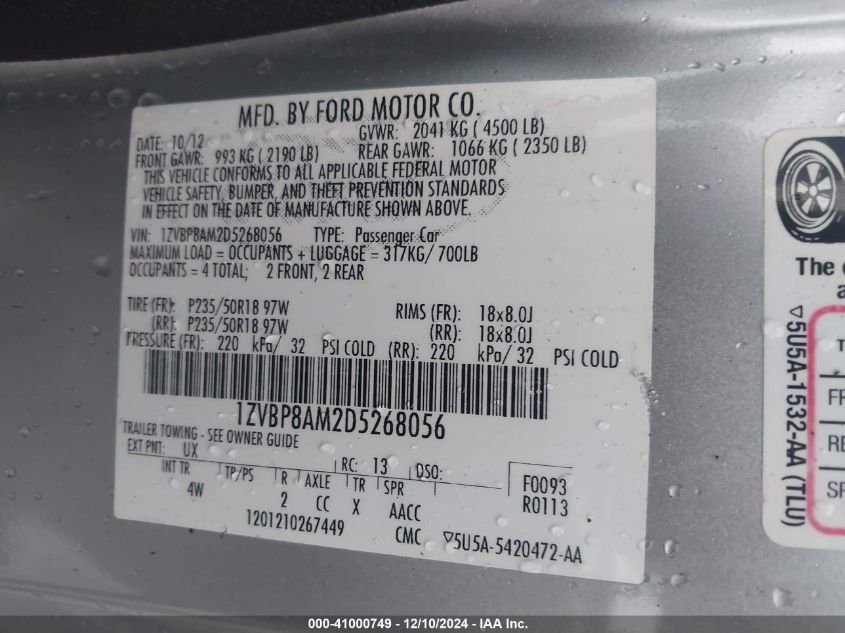 MFD. BY FORD MOTOR CO.
DATE: 10/12 GVWR: 2041 KG ( 4500 LB)
FRONT GAWR: 993 KG ( 2190 LB) REAR GAWR: 1066 KG ( 2350 LB)
THIS VEHICLE CONFORMS TO ALL APPLICABLE FEDERAL MOTOR
VEHICLE SAFETY, BUMPER, AND THEFT PREVENTION STANDARDS
IN EFFECT ON THE DATE OF MANUFACTURE SHOWN ABOVE.
VIN: 1ZVBP8AM2D5268056 TYPE: Passenger Car
MAXIMUM LOAD = OCCUPANTS + LUGGAGE = 317KG/ 700LB
OCCUPANTS = 4 TOTAL; 2 FRONT, 2 REAR
TIRE (FR): P235/50R18 97W RIMS (FR): 18x8.0J
(RR): P235/50R18 97W (RR): 18x8.0J
PRESSURE (FR): 220 kPa/ 32 PSI COLD (RR): 220 kPa/ 32 PSI COLD
1ZVBP8AM2D5268056
TRAILER TOWING - SEE OWNER GUIDE
EXT PNT: UX RC: 13 DSO:
INT TR TP/PS R AXLE TR SPR F0093
4W 2 CC X AACC R0113
1201210267449 CMC ▽5U5A-5420472-AA
The
a
▽5U5A-1532-AA (TLU)
T
FR
RE
SP
000-41000749 - 12/10/2024 - IAA Inc.